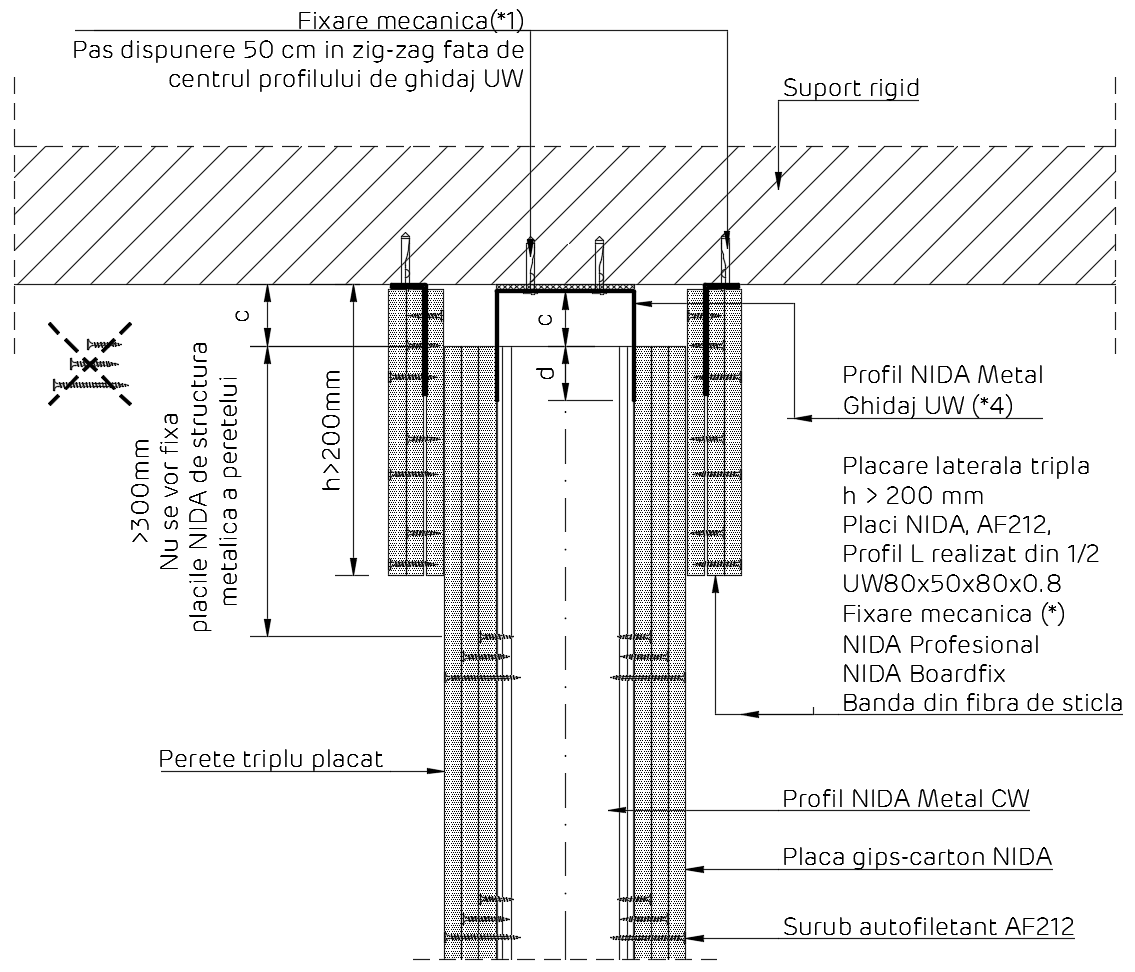 Fixare mecanica(*1)
Pas dispunere 50 cm in zig-zag fata de
centrul profilului de ghidaj UW
Suport rigid
c
c
d
h>200mm
>300mm
Nu se vor fixa
placile NIDA de structura
metalica a peretelui
Profil NIDA Metal
Ghidaj UW (*4)
Placare laterala tripla
h > 200 mm
Placi NIDA, AF212,
Profil L realizat din 1/2
UW80x50x80x0.8
Fixare mecanica (*)
NIDA Profesional
NIDA Boardfix
Banda din fibra de sticla
Perete triplu placat
Profil NIDA Metal CW
Placa gips-carton NIDA
Surub autofiletant AF212